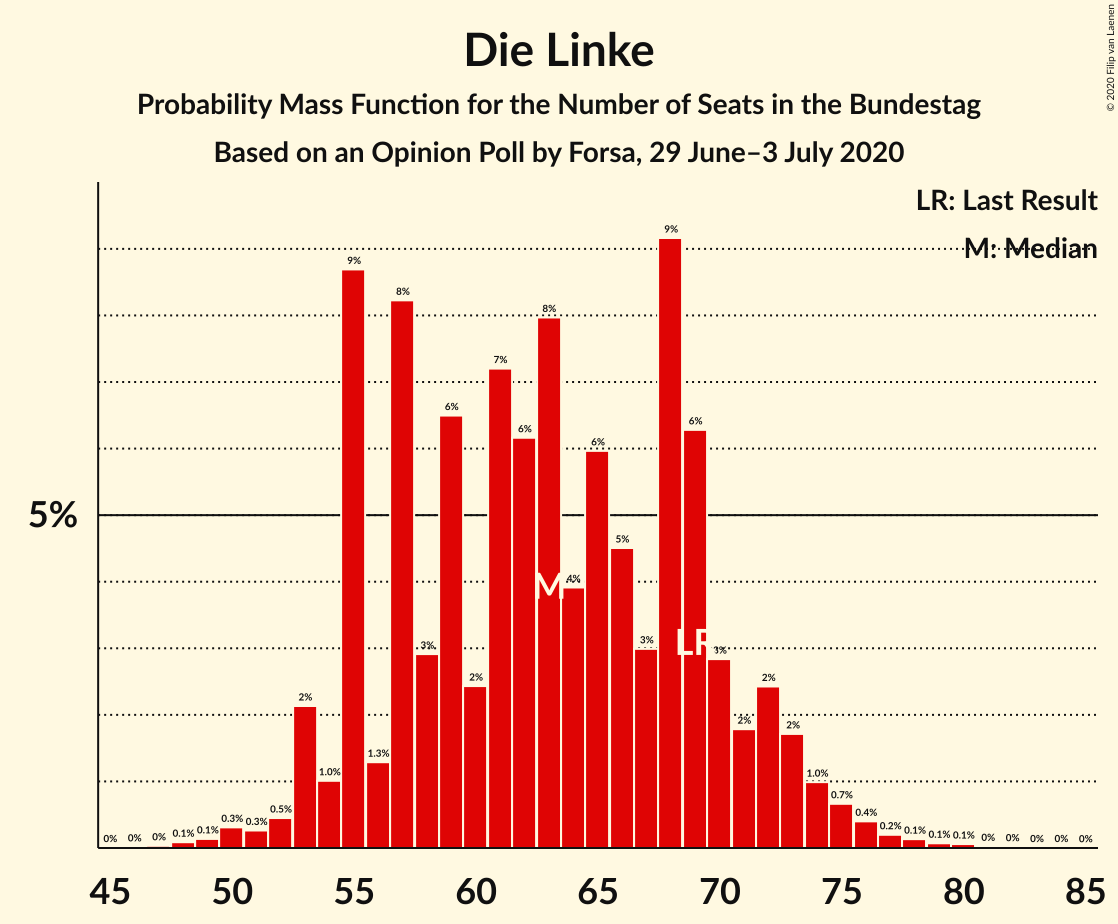 Die Linke
Probability Mass Function for the Number of Seats in the Bundestag
Based on an Opinion Poll by Forsa, 29 June–3 July 2020
© 2020 Filip van Laenen
LR: Last Result
M: Median
5%
0% 0% 0% 0.1% 0.1% 0.3% 0.3% 0.5% 2% 1.0% 9% 1.3% 8% 3% 6% 2% 7% 6% 8% 4% 6% 5% 3% 9% 6% 3% 2% 2% 2% 1.0% 0.7% 0.4% 0.2% 0.1% 0.1% 0.1% 0% 0% 0% 0% 0%
M
LR
45 50 55 60 65 70 75 80 85